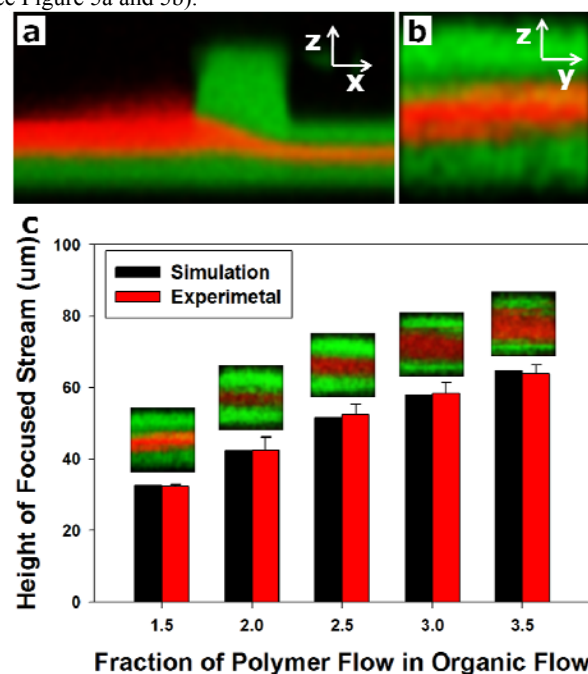 ee Figure 5a and 5b).
a
z
x
b
z
y
c
Height of Focused Stream (um)
100
80
60
40
20
0
Simulation
Experimetal
1.5 2.0 2.5 3.0 3.5
Fraction of Polymer Flow in Organic Flow